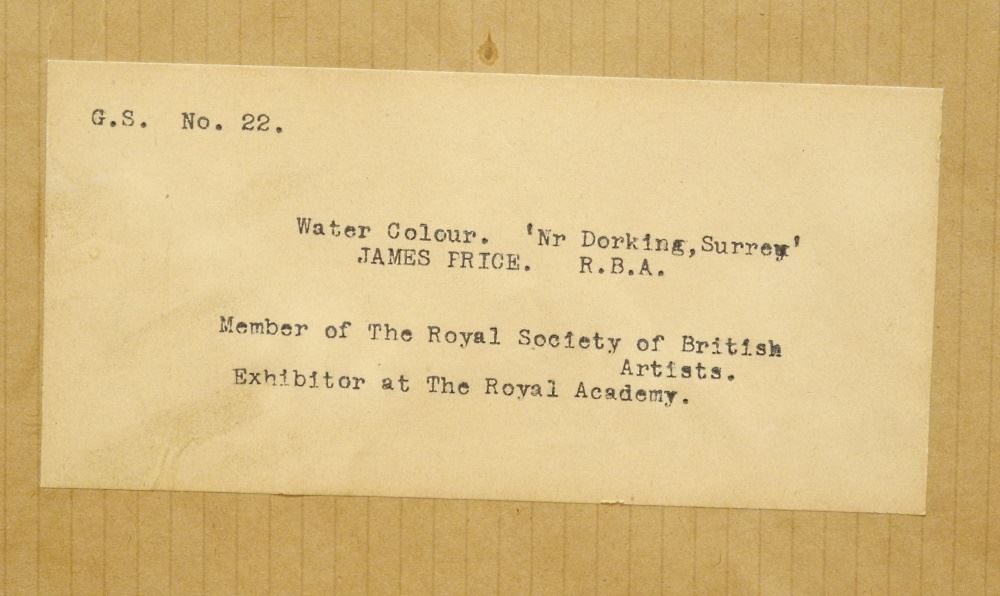 G.S. No. 22.
Water Colour. 'Nr Dorking,Surrey'
JAMES PRICE. R.B.A.
Member of The Royal Society of British
Artists.
Exhibitor at The Royal Academy.